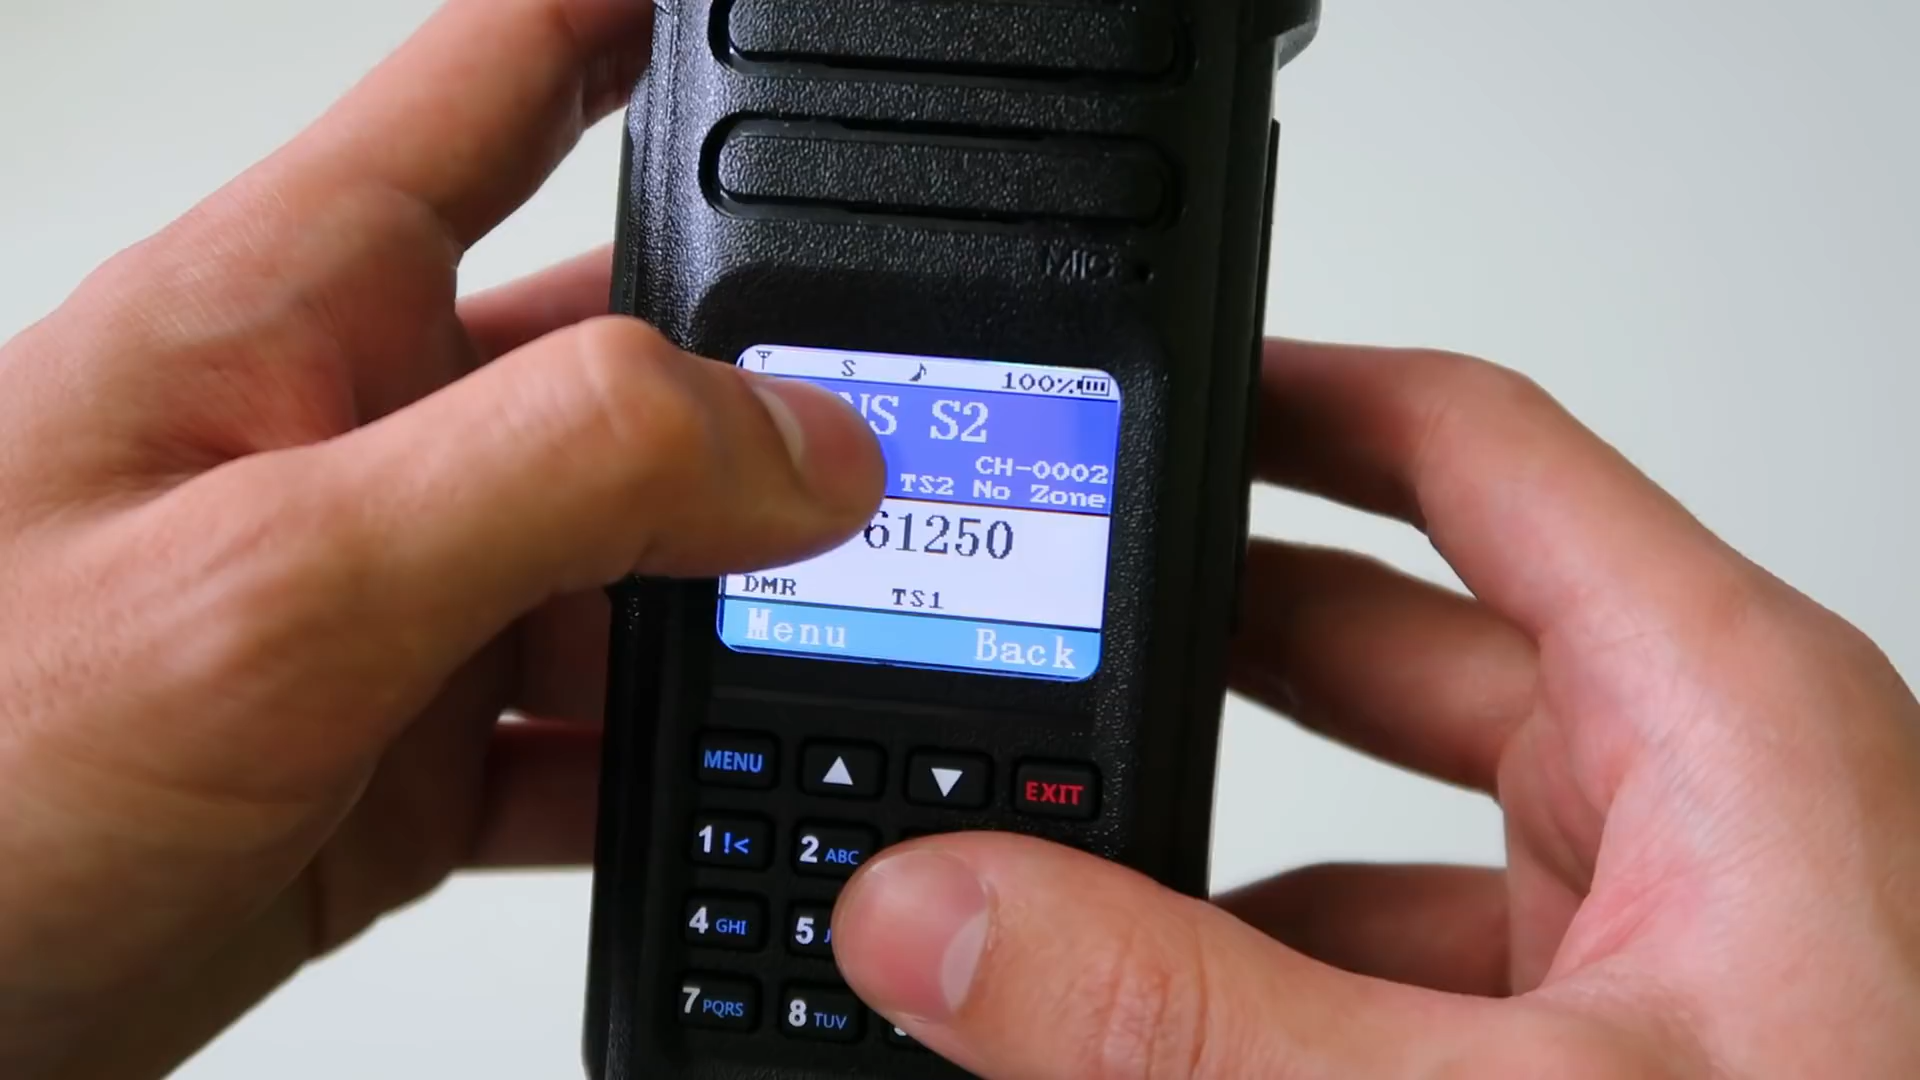 MIC
S 100%
S2
CH-0002
TS2 No Zone
61250
DMR TS1
Menu Back
MENU EXIT
1 !< 2 ABC
4 GHI 5
7 PQRS 8 TUV